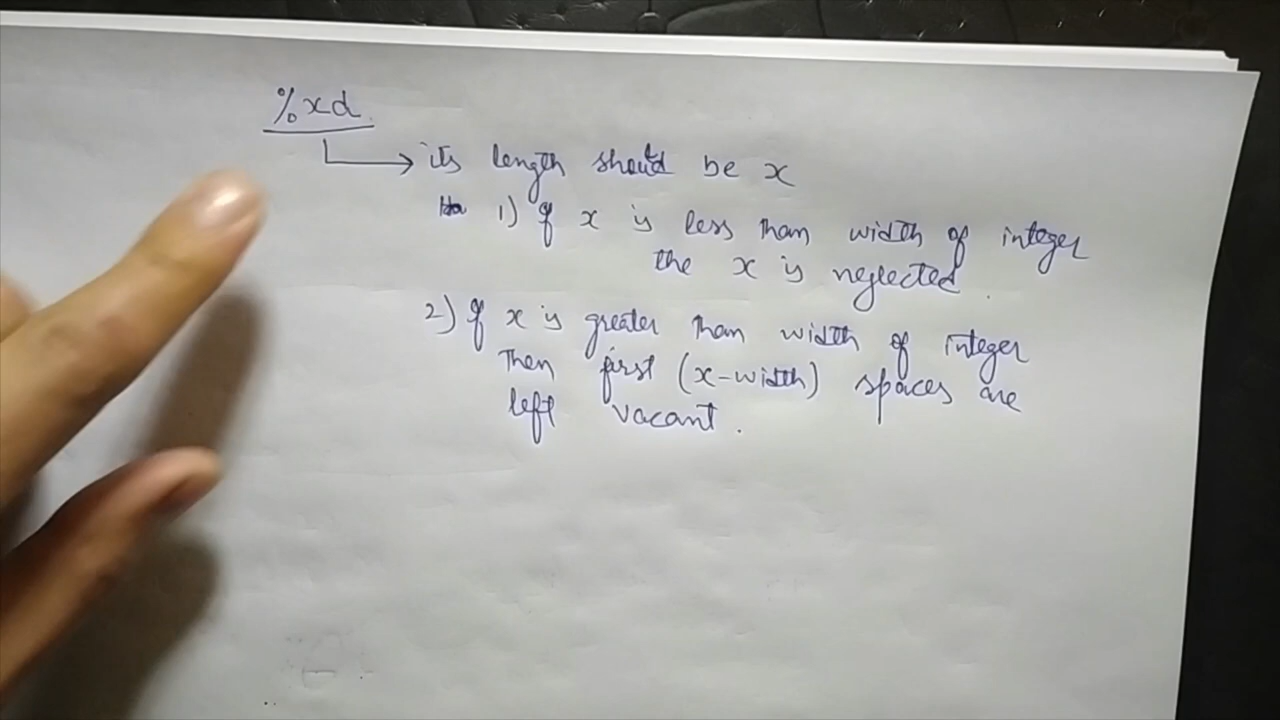 %xd.
its length should be x
1) If x is less than width of integer
the x is neglected.
2) If x is greater than width of integer
Then first (x-width) spaces are
left vacant.